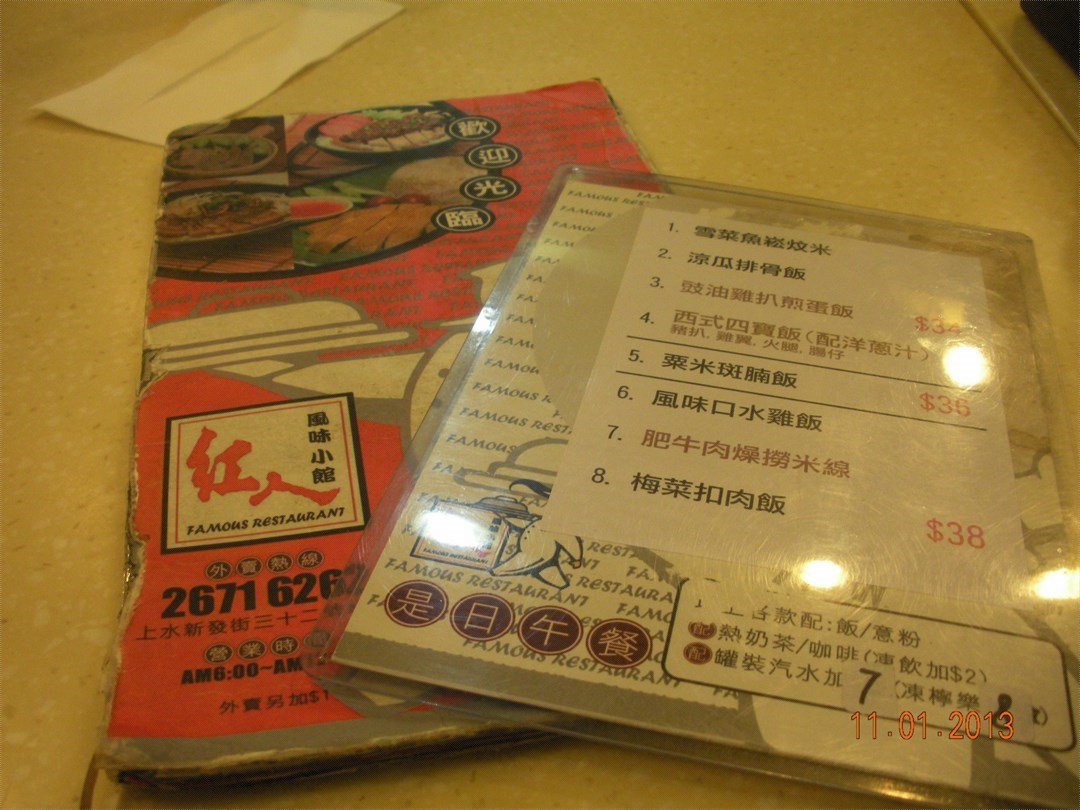 歡迎光臨
紅人
風味小館
FAMOUS RESTAURANT
外賣熱線
2671 626
上水新發街三十二
營業時
AM6:00~AM
外賣另加$1
1. 雪菜魚崧炆米
2. 涼瓜排骨飯
3. 豉油雞扒煎蛋飯
$34
4. 西式四寶飯(配洋蔥汁)
豬扒, 雞翼, 火腿, 腸仔
5. 粟米斑腩飯
$36
6. 風味口水雞飯
7. 肥牛肉燥撈米線
8. 梅菜扣肉飯
$38
FAMOUS RESTAURANT
是日午餐
各款配:飯/意粉
配 熱奶茶/咖啡(凍飲加$2)
配 罐裝汽水加 7 (凍檸樂 8
11.01.2013